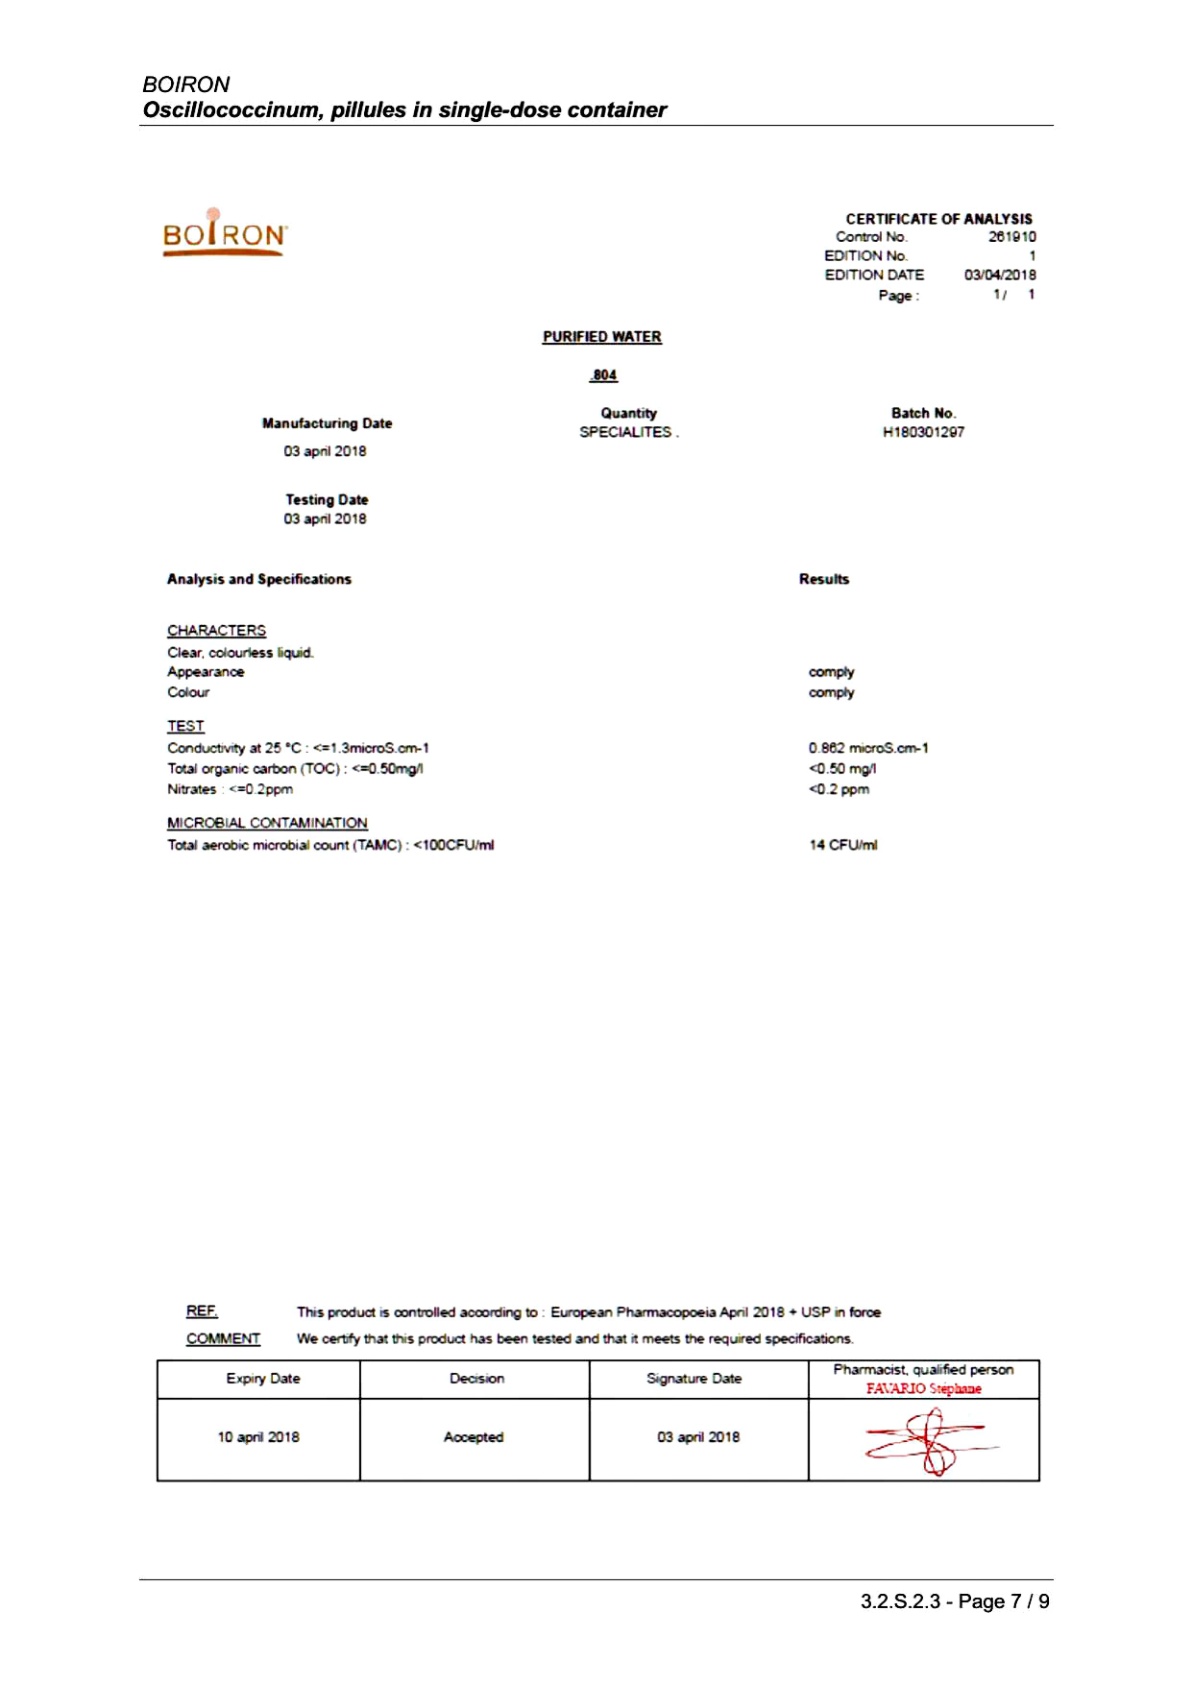 BOIRON
Oscillococcinum, pillules in single-dose container
BOIRON
CERTIFICATE OF ANALYSIS
Control No. 261910
EDITION No. 1
EDITION DATE 03/04/2018
Page : 1/ 1
PURIFIED WATER
.804
Manufacturing Date
03 april 2018
Quantity
SPECIALITES .
Batch No.
H180301297
Testing Date
03 april 2018
Analysis and Specifications Results
CHARACTERS
Clear, colourless liquid.
Appearance comply
Colour comply
TEST
Conductivity at 25 °C : <=1.3microS.cm-1 0.862 microS.cm-1
Total organic carbon (TOC) : <=0.50mg/l <0.50 mg/l
Nitrates : <=0.2ppm <0.2 ppm
MICROBIAL CONTAMINATION
Total aerobic microbial count (TAMC) : <100CFU/ml 14 CFU/ml
REF. This product is controlled according to : European Pharmacopoeia April 2018 + USP in force
COMMENT We certify that this product has been tested and that it meets the required specifications.
Expiry Date Decision Signature Date Pharmacist, qualified person
FAVARIO Stéphane
10 april 2018 Accepted 03 april 2018
3.2.S.2.3 - Page 7 / 9